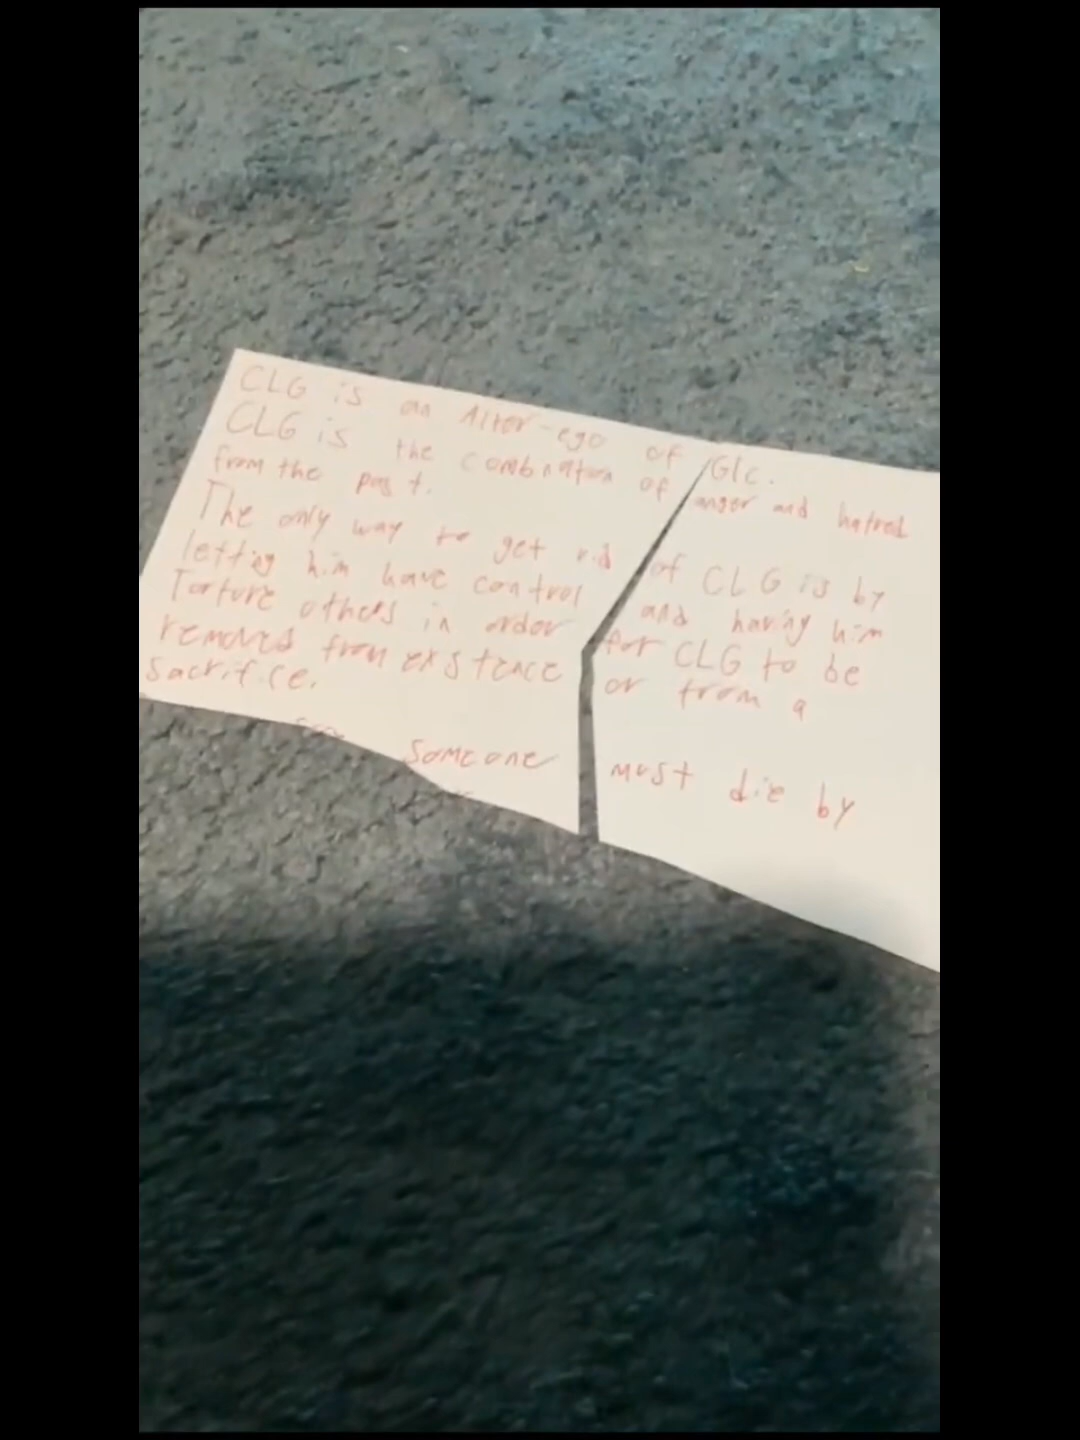 CLG is an Alter-ego of Glc.
CLG is the combination of anger and hatred
from the past.
The only way to get rid of CLG is by
letting him have control and having him
Torture others in order for CLG to be
removed from existence or from a
sacrifice.
someone must die by